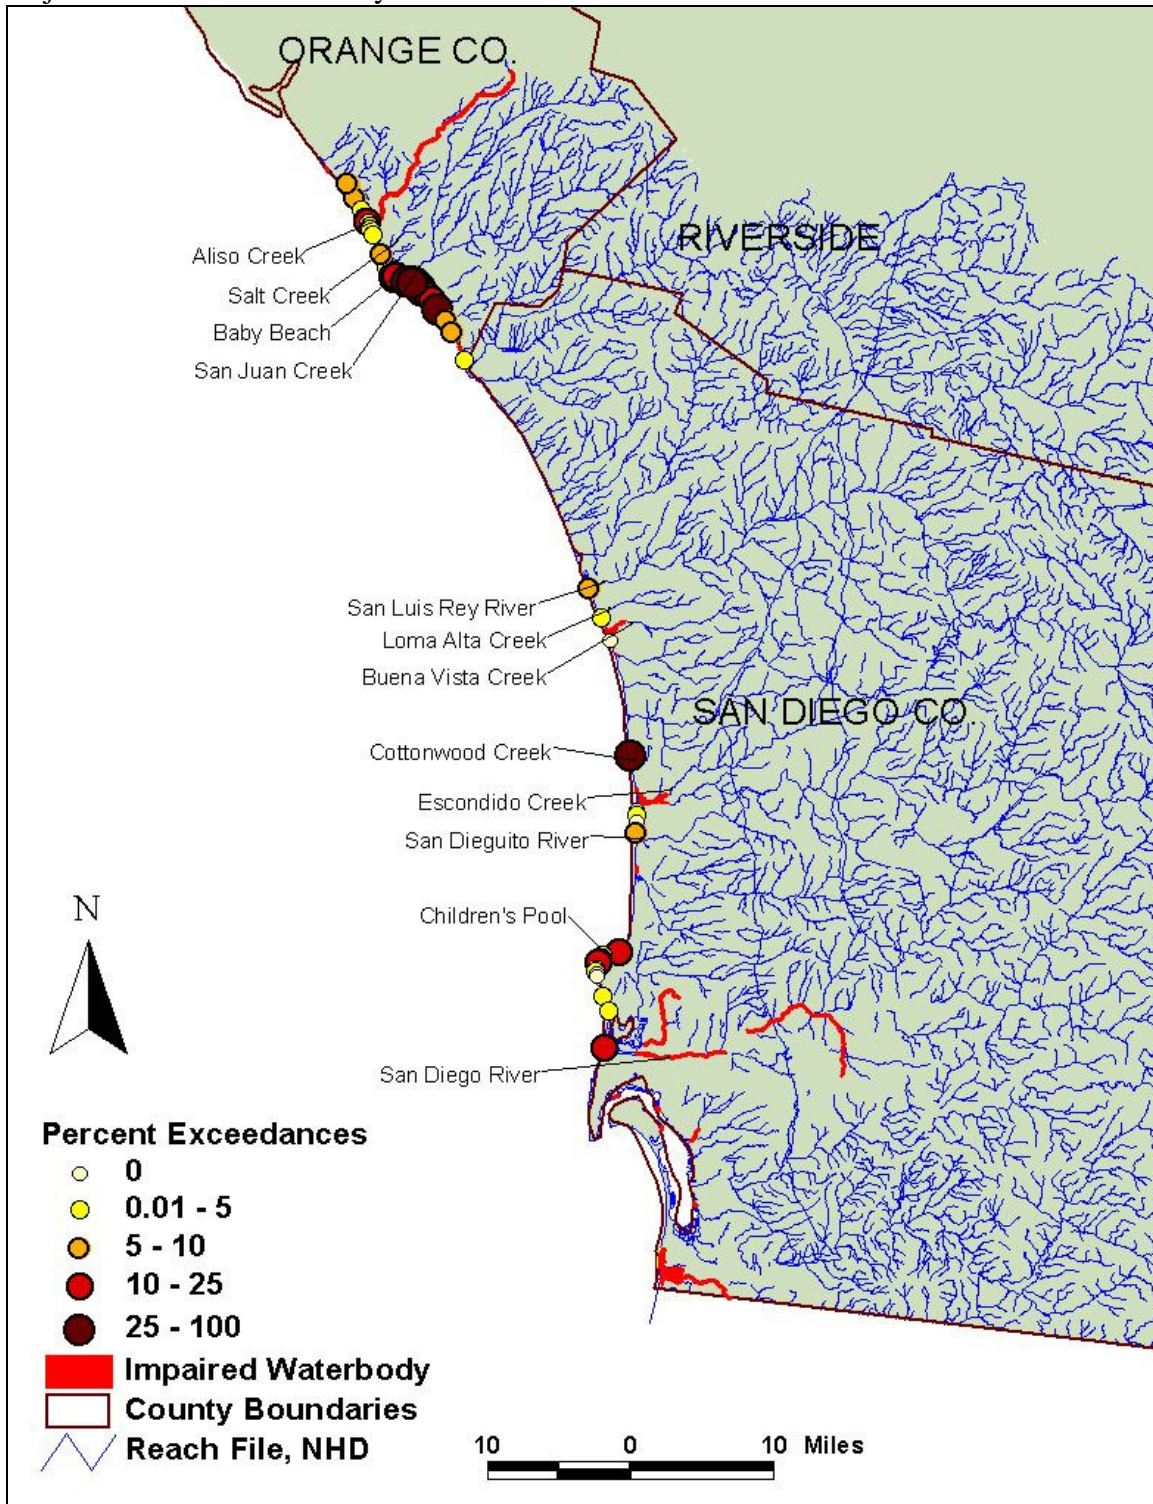 ORANGE CO.
RIVERSIDE
Aliso Creek
Salt Creek
Baby Beach
San Juan Creek
San Luis Rey River
Loma Alta Creek
Buena Vista Creek
SAN DIEGO CO.
Cottonwood Creek
Escondido Creek
San Dieguito River
Children's Pool
N
San Diego River
Percent Exceedances
0
0.01 - 5
5 - 10
10 - 25
25 - 100
Impaired Waterbody
County Boundaries
Reach File, NHD
10 0 10 Miles